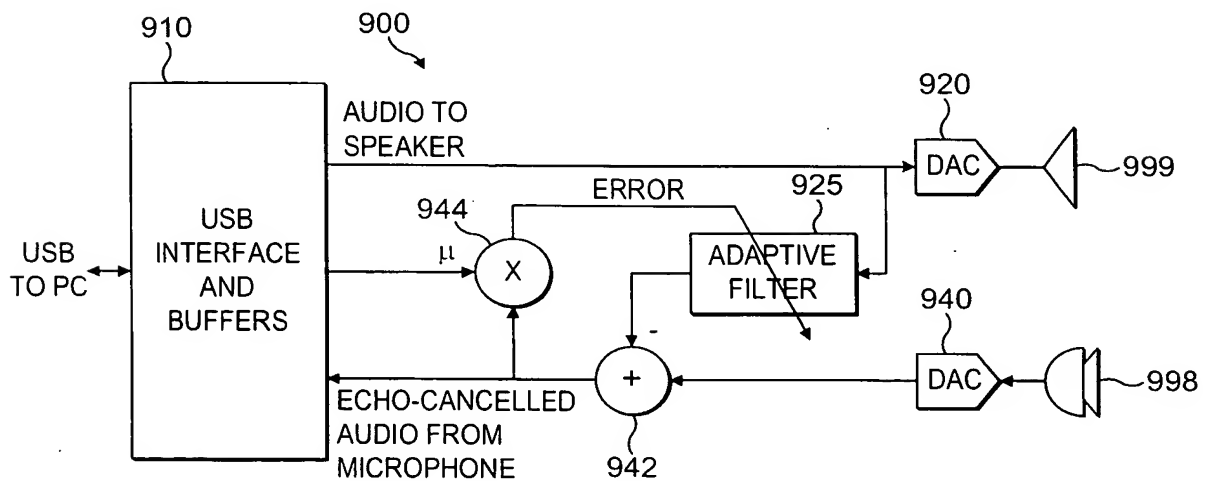 910
900
AUDIO TO
SPEAKER
920
DAC
999
ERROR
925
944
USB
INTERFACE
AND
BUFFERS
USB
TO PC
μ
X
ADAPTIVE
FILTER
-
940
+
DAC
998
ECHO-CANCELLED
AUDIO FROM
MICROPHONE
942